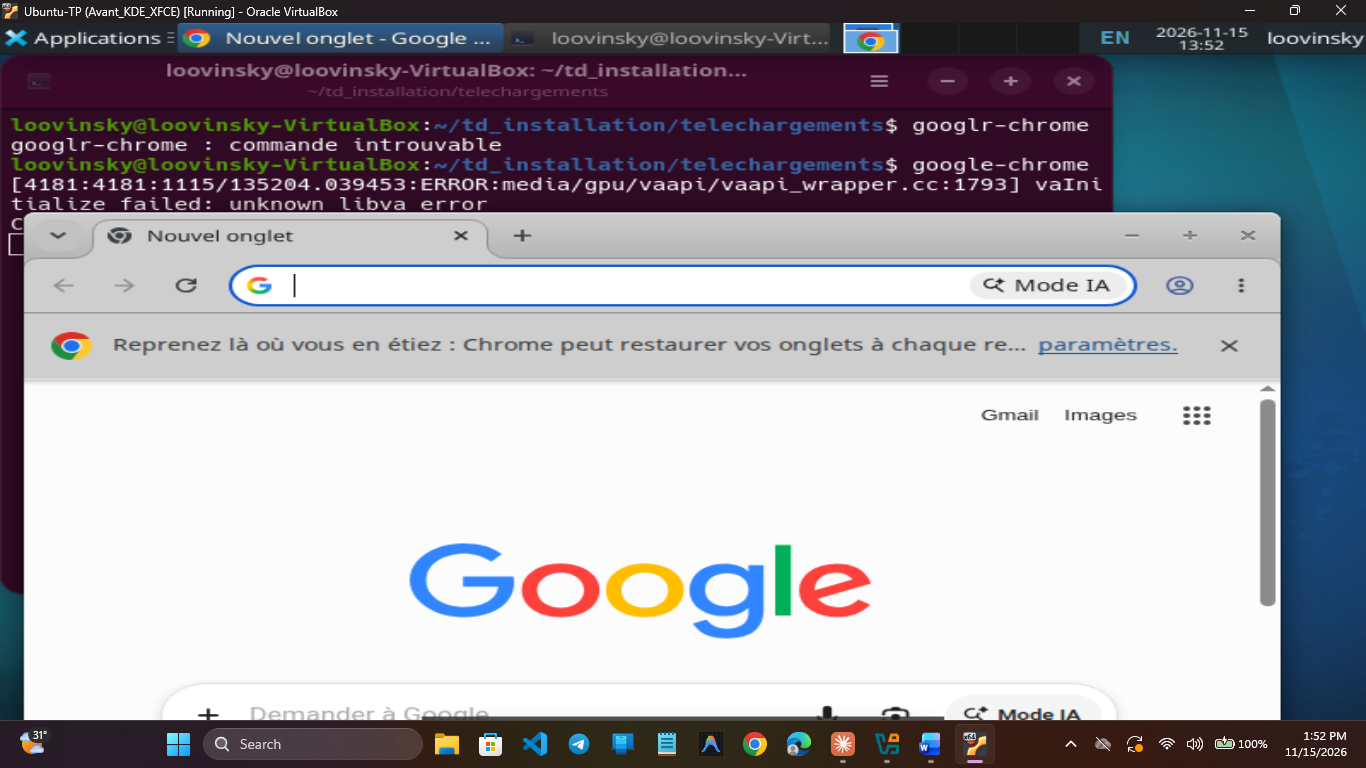 Ubuntu-TP (Avant_KDE_XFCE) [Running] - Oracle VirtualBox
Applications
Nouvel onglet - Google ...
loovinsky@loovinsky-Virt...
EN
2026-11-15
13:52
loovinsky
loovinsky@loovinsky-VirtualBox: ~/td_installation...
~/td_installation/telechargements
loovinsky@loovinsky-VirtualBox:~/td_installation/telechargements$ googlr-chrome
googlr-chrome : commande introuvable
loovinsky@loovinsky-VirtualBox:~/td_installation/telechargements$ google-chrome
[4181:4181:1115/135204.039453:ERROR:media/gpu/vaapi/vaapi_wrapper.cc:1793] vaIni
tialize failed: unknown libva error
Nouvel onglet
Mode IA
Reprenez là où vous en étiez : Chrome peut restaurer vos onglets à chaque re... paramètres.
Gmail Images
Google
Demander à Google
Mode IA
31°
Search
100%
1:52 PM
11/15/2026